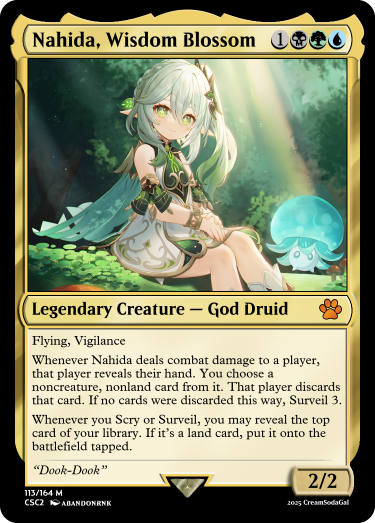 Nahida, Wisdom Blossom 1
Legendary Creature — God Druid
Flying, Vigilance
Whenever Nahida deals combat damage to a player,
that player reveals their hand. You choose a
noncreature, nonland card from it. That player discards
that card. If no cards were discarded this way, Surveil 3.
Whenever you Scry or Surveil, you may reveal the top
card of your library. If it’s a land card, put it onto the
battlefield tapped.
“Dook-Dook”
2/2
113/164 M
CSC2 ABANDONRNK
2025 CreamSodaGal